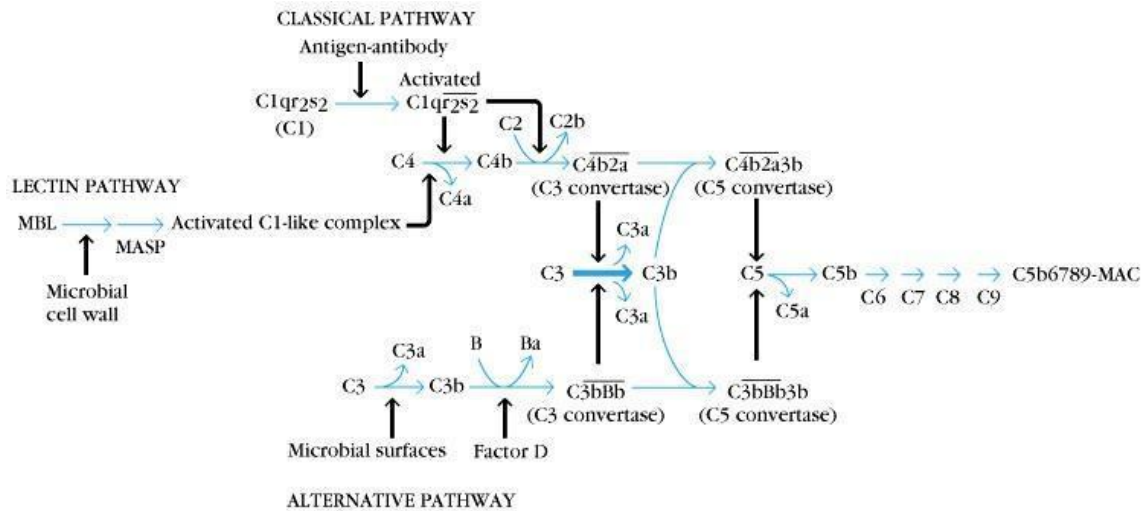 CLASSICAL PATHWAY
Antigen-antibody
Activated
C1qr2s2
C1qr2s2
(C1)
C2
C2b
C4
C4b
C4b2a
C4b2a3b
(C3 convertase)
(C5 convertase)
C4a
LECTIN PATHWAY
MBL
MASP
Activated C1-like complex
Microbial
cell wall
C3a
C3
C3b
C3a
C5
C5b
C5a
C6
C7
C8
C9
C5b6789-MAC
C3a
B
Ba
C3
C3b
C3bBb
C3bBb3b
(C3 convertase)
(C5 convertase)
Microbial surfaces
Factor D
ALTERNATIVE PATHWAY